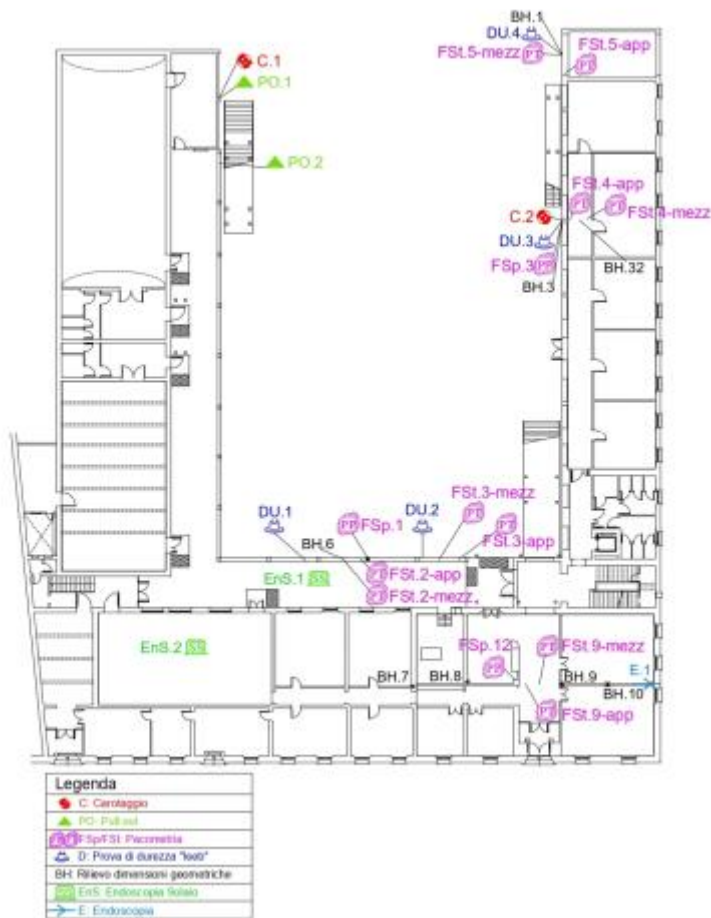 BH.1
DU.4
FSt.5-mezz
FSt.5-app
C.1
PO.1
PO.2
FSt.4-app
FSt.4-mezz
C.2
DU.3
FSp.3
BH.3
BH.32
DU.1
FSp.1
DU.2
FSt.3-mezz
FSt.3-app
BH.6
EnS.1
FSt.2-app
FSt.2-mezz
EnS.2
FSp.12
FSt.9-mezz
BH.7
BH.8
BH.9
BH.10
E.1
FSt.9-app
Legenda
C: Carotaggio
PO: Pull out
FSp/FSt: Pacometria
D: Prova di durezza "leeb"
BH: Rilievo dimensioni geometriche
EnS: Endoscopia Solaio
E: Endoscopia